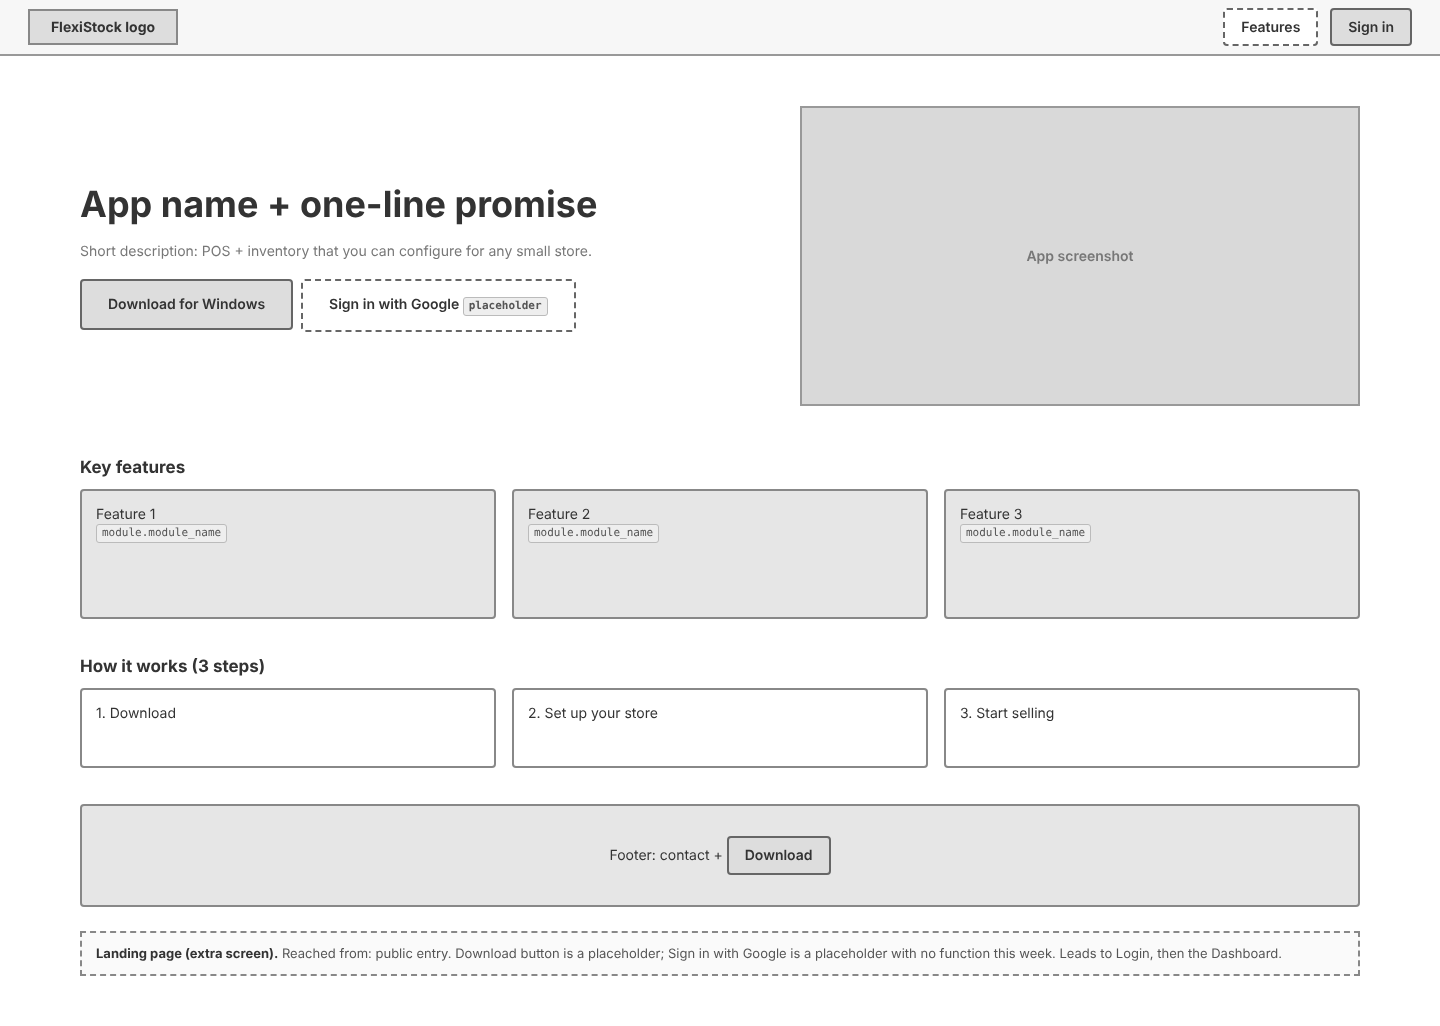 FlexiStock logo
Features
Sign in
App name + one-line promise
Short description: POS + inventory that you can configure for any small store.
Download for Windows
Sign in with Google placeholder
App screenshot
Key features
Feature 1
module.module_name
Feature 2
module.module_name
Feature 3
module.module_name
How it works (3 steps)
1. Download
2. Set up your store
3. Start selling
Footer: contact + Download
Landing page (extra screen). Reached from: public entry. Download button is a placeholder; Sign in with Google is a placeholder with no function this week. Leads to Login, then the Dashboard.